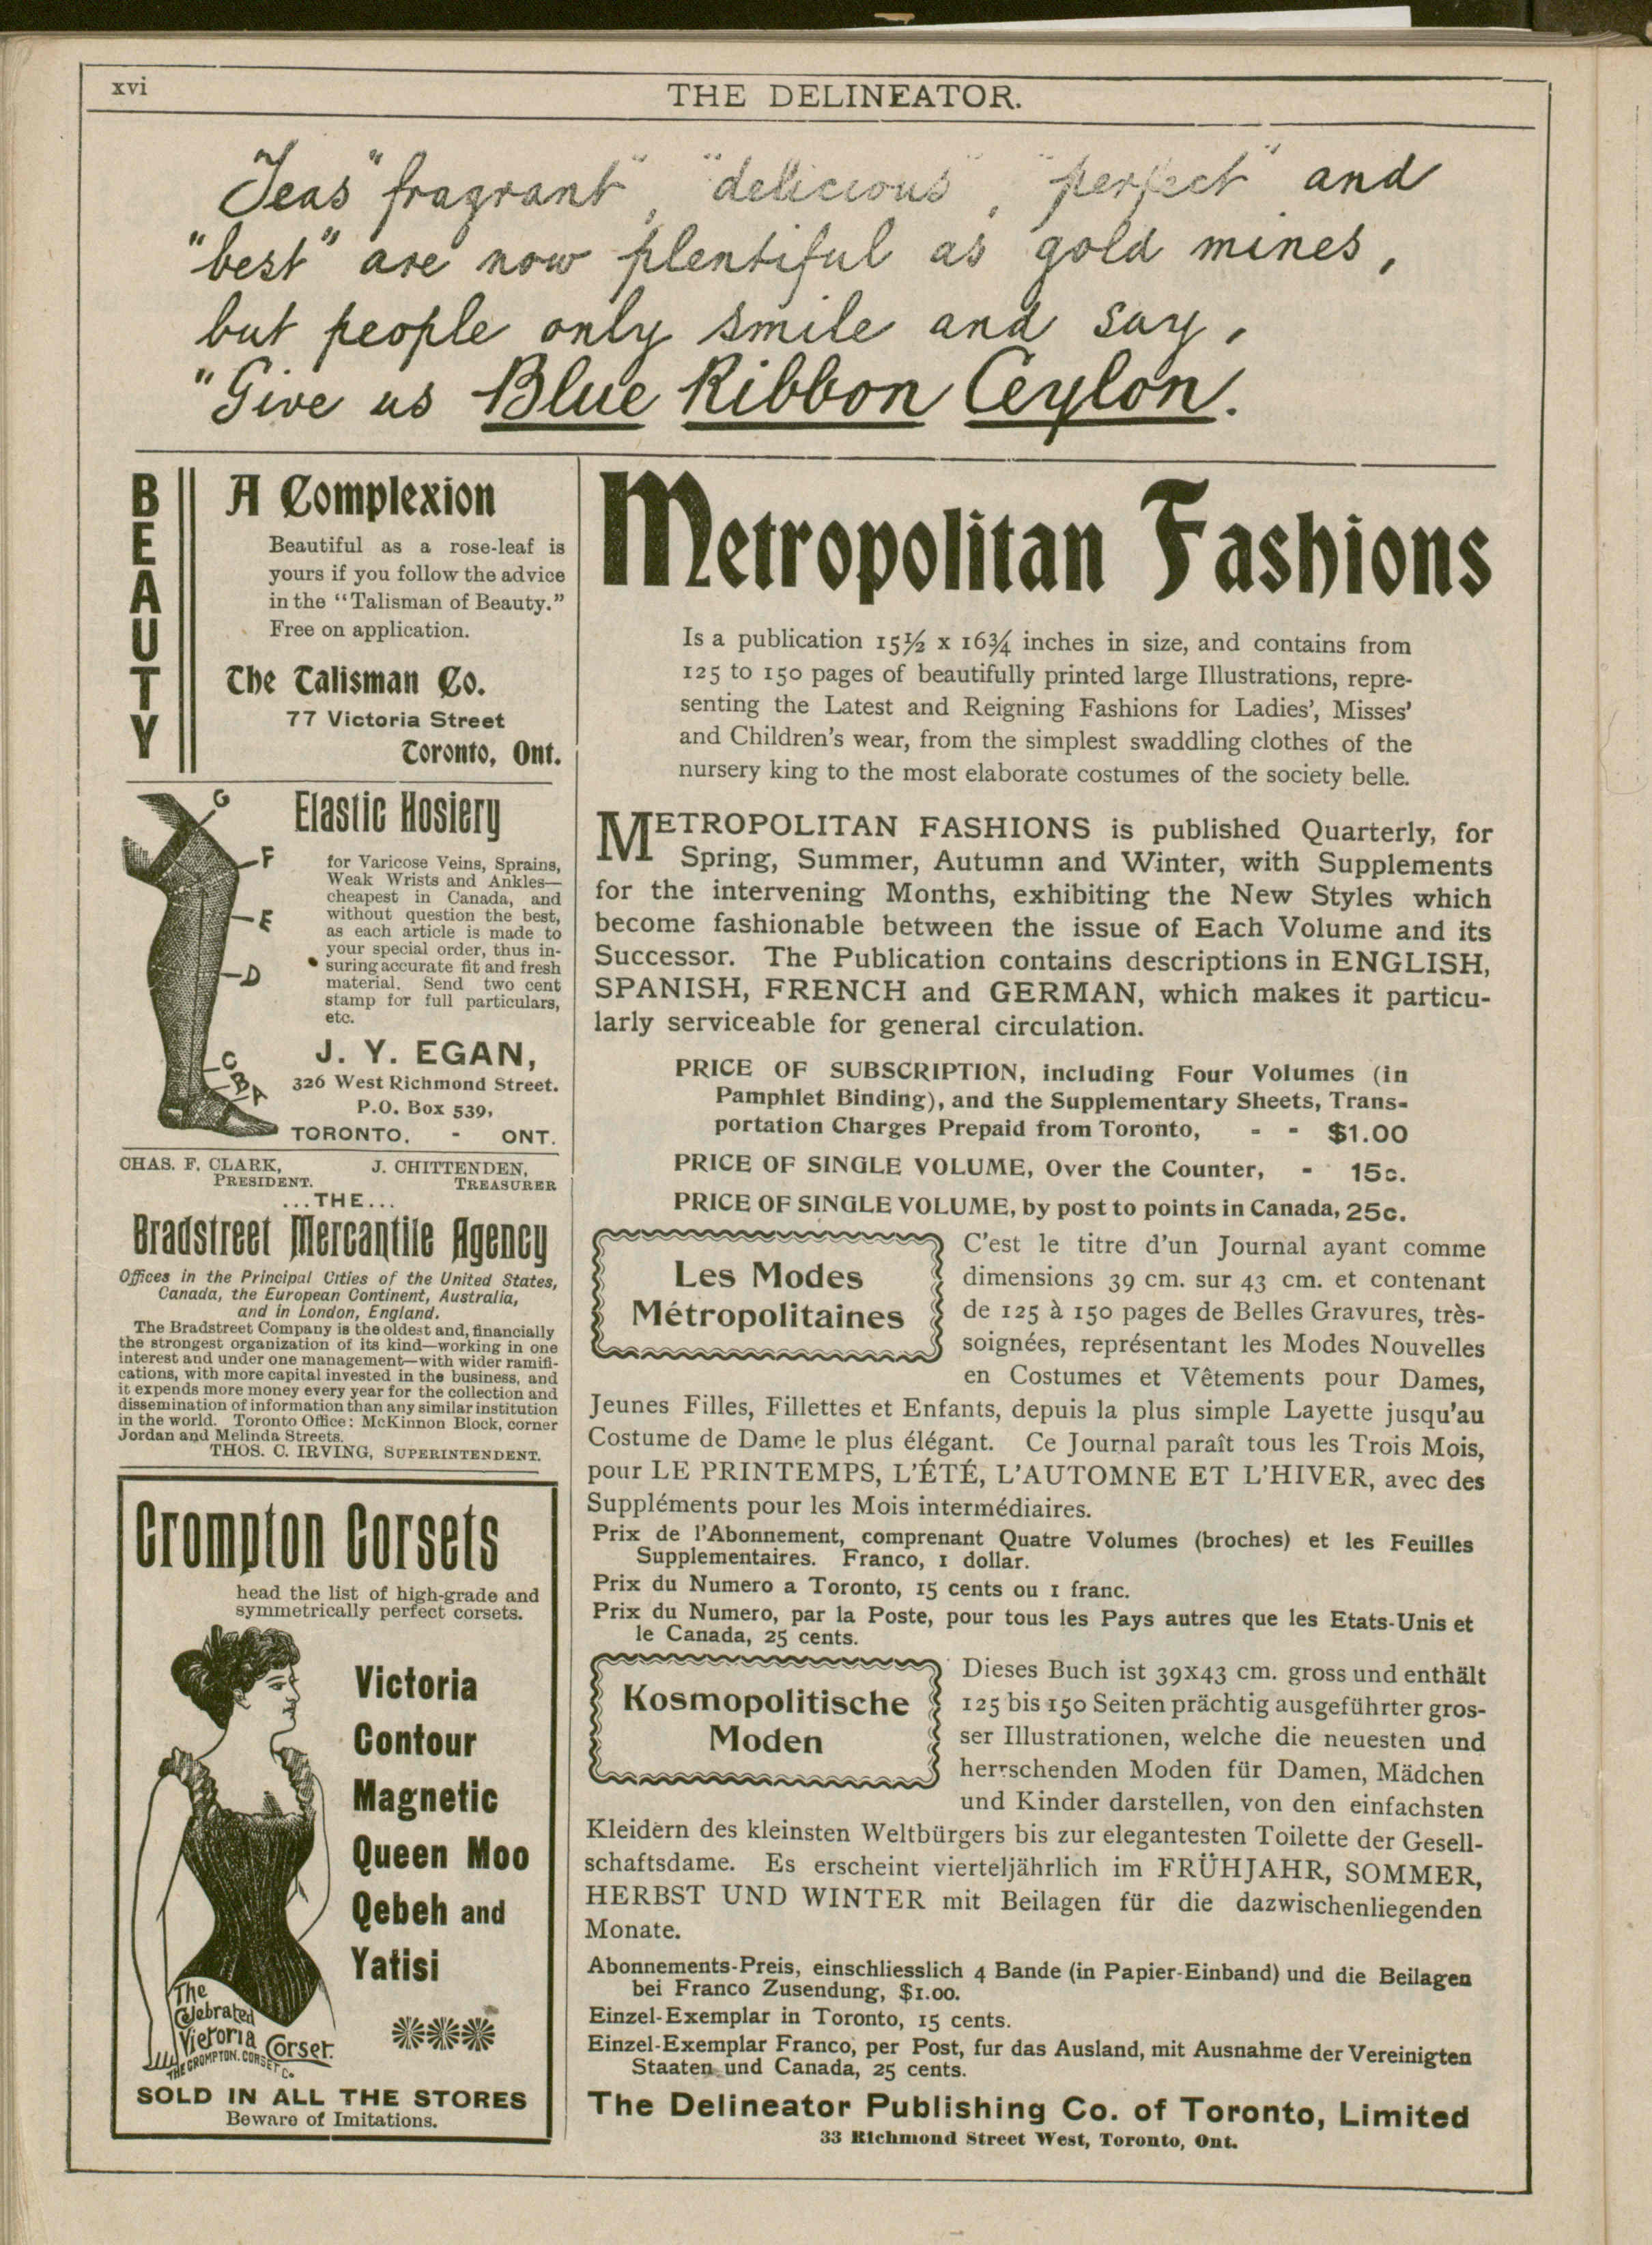 xvi
THE DELINEATOR.
Teas "fragrant", "delicious", "perfect" and
"best" are now plentiful as gold mines,
but people only smile and say,
"Give us Blue Ribbon Ceylon.
BEAUTY
A Complexion
Beautiful as a rose-leaf is
yours if you follow the advice
in the "Talisman of Beauty."
Free on application.
The Talisman Co.
77 Victoria Street
Toronto, Ont.
G
F
E
D
C
B
A
Elastic Hosiery
for Varicose Veins, Sprains,
Weak Wrists and Ankles—
cheapest in Canada, and
without question the best,
as each article is made to
your special order, thus in-
suring accurate fit and fresh
material. Send two cent
stamp for full particulars,
etc.
J. Y. EGAN,
326 West Richmond Street.
P.O. Box 539,
TORONTO. - ONT.
CHAS. F. CLARK, J. CHITTENDEN,
PRESIDENT. TREASURER
...THE...
Bradstreet Mercantile Agency
Offices in the Principal Cities of the United States,
Canada, the European Continent, Australia,
and in London, England.
The Bradstreet Company is the oldest and, financially
the strongest organization of its kind—working in one
interest and under one management—with wider ramifi-
cations, with more capital invested in the business, and
it expends more money every year for the collection and
dissemination of information than any similar institution
in the world. Toronto Office: McKinnon Block, corner
Jordan and Melinda Streets.
THOS. C. IRVING, SUPERINTENDENT.
Crompton Corsets
head the list of high-grade and
symmetrically perfect corsets.
Victoria
Contour
Magnetic
Queen Moo
Qebeh and
Yatisi
The
Celebrated
Victoria Corset.
THE CROMPTON. CORSET Co.
SOLD IN ALL THE STORES
Beware of Imitations.
Metropolitan Fashions
Is a publication 15½ x 16¾ inches in size, and contains from
125 to 150 pages of beautifully printed large Illustrations, repre-
senting the Latest and Reigning Fashions for Ladies', Misses'
and Children's wear, from the simplest swaddling clothes of the
nursery king to the most elaborate costumes of the society belle.
METROPOLITAN FASHIONS is published Quarterly, for
Spring, Summer, Autumn and Winter, with Supplements
for the intervening Months, exhibiting the New Styles which
become fashionable between the issue of Each Volume and its
Successor. The Publication contains descriptions in ENGLISH,
SPANISH, FRENCH and GERMAN, which makes it particu-
larly serviceable for general circulation.
PRICE OF SUBSCRIPTION, including Four Volumes (in
Pamphlet Binding), and the Supplementary Sheets, Trans-
portation Charges Prepaid from Toronto, - - $1.00
PRICE OF SINGLE VOLUME, Over the Counter, - 15c.
PRICE OF SINGLE VOLUME, by post to points in Canada, 25c.
Les Modes
Métropolitaines
C'est le titre d'un Journal ayant comme
dimensions 39 cm. sur 43 cm. et contenant
de 125 à 150 pages de Belles Gravures, très-
soignées, représentant les Modes Nouvelles
en Costumes et Vêtements pour Dames,
Jeunes Filles, Fillettes et Enfants, depuis la plus simple Layette jusqu'au
Costume de Dame le plus élégant. Ce Journal paraît tous les Trois Mois,
pour LE PRINTEMPS, L'ÉTÉ, L'AUTOMNE ET L'HIVER, avec des
Suppléments pour les Mois intermédiaires.
Prix de l'Abonnement, comprenant Quatre Volumes (broches) et les Feuilles
Supplementaires. Franco, 1 dollar.
Prix du Numero a Toronto, 15 cents ou 1 franc.
Prix du Numero, par la Poste, pour tous les Pays autres que les Etats-Unis et
le Canada, 25 cents.
Kosmopolitische
Moden
Dieses Buch ist 39x43 cm. gross und enthält
125 bis 150 Seiten prächtig ausgeführter gros-
ser Illustrationen, welche die neuesten und
herrschenden Moden für Damen, Mädchen
und Kinder darstellen, von den einfachsten
Kleidern des kleinsten Weltbürgers bis zur elegantesten Toilette der Gesell-
schaftsdame. Es erscheint vierteljährlich im FRÜHJAHR, SOMMER,
HERBST UND WINTER mit Beilagen für die dazwischenliegenden
Monate.
Abonnements-Preis, einschliesslich 4 Bande (in Papier-Einband) und die Beilagen
bei Franco Zusendung, $1.00.
Einzel-Exemplar in Toronto, 15 cents.
Einzel-Exemplar Franco, per Post, fur das Ausland, mit Ausnahme der Vereinigten
Staaten und Canada, 25 cents.
The Delineator Publishing Co. of Toronto, Limited
33 Richmond Street West, Toronto, Ont.